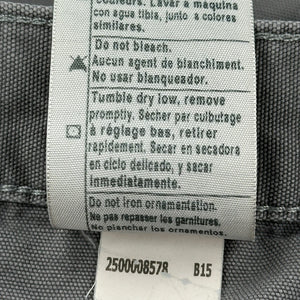 couleurs. Lavar a máquina
con agua tibia, junto a colores
similares.
Do not bleach.
Aucun agent de blanchiment.
No usar blanqueador.
Tumble dry low, remove
promptly. Sécher par culbutage
à réglage bas, retirer
rapidement. Secar en secadora
en ciclo delicado, y sacar
inmediatamente.
Do not iron ornamentation.
Ne pas repasser les garnitures.
No planchar los ornamentos.
2500608578 B15